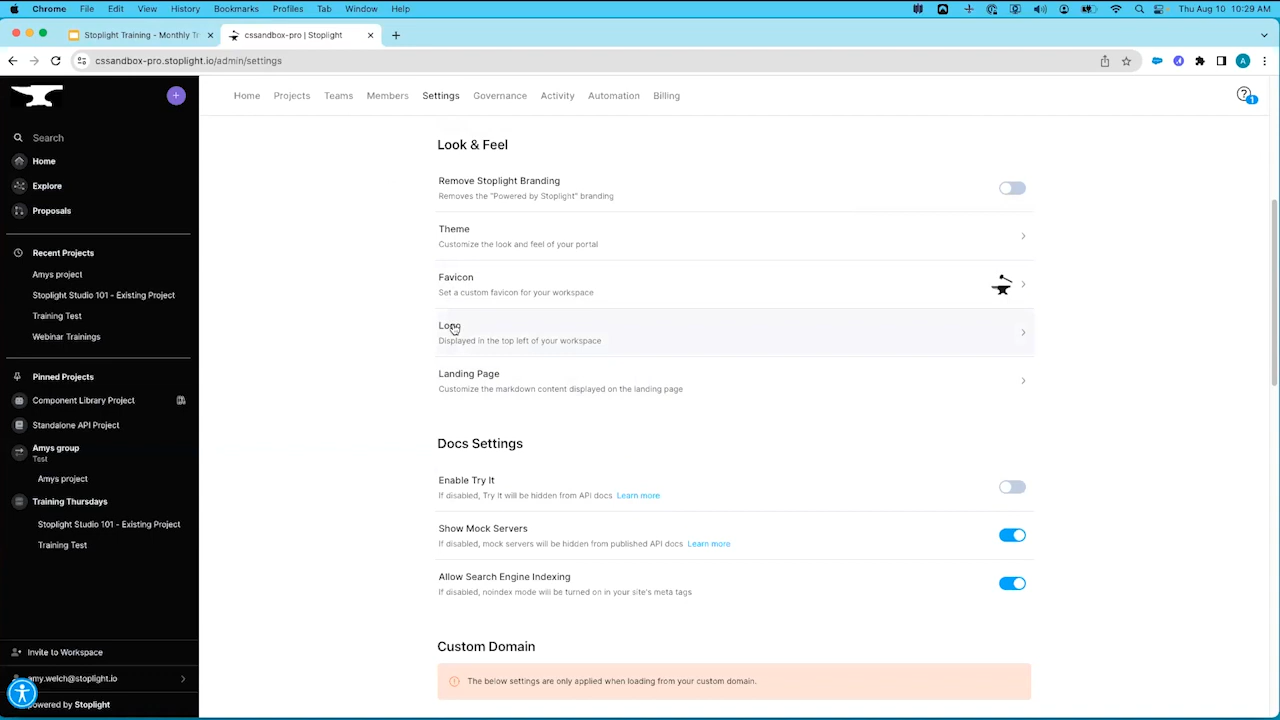 Chrome File Edit View History Bookmarks Profiles Tab Window Help Thu Aug 10 10:29 AM
Stoplight Training - Monthly Tr
cssandbox-pro | Stoplight
cssandbox-pro.stoplight.io/admin/settings
A
Home Projects Teams Members Settings Governance Activity Automation Billing
1
Search
Home
Explore
Proposals
Recent Projects
Amys project
Stoplight Studio 101 - Existing Project
Training Test
Webinar Trainings
Pinned Projects
Component Library Project
Standalone API Project
Amys group
Test
Amys project
Training Thursdays
Stoplight Studio 101 - Existing Project
Training Test
Invite to Workspace
amy.welch@stoplight.io
powered by Stoplight
Look & Feel
Remove Stoplight Branding
Removes the "Powered by Stoplight" branding
Theme
Customize the look and feel of your portal
Favicon
Set a custom favicon for your workspace
Logo
Displayed in the top left of your workspace
Landing Page
Customize the markdown content displayed on the landing page
Docs Settings
Enable Try It
If disabled, Try It will be hidden from API docs Learn more
Show Mock Servers
If disabled, mock servers will be hidden from published API docs Learn more
Allow Search Engine Indexing
If disabled, noindex mode will be turned on in your site's meta tags
Custom Domain
The below settings are only applied when loading from your custom domain.